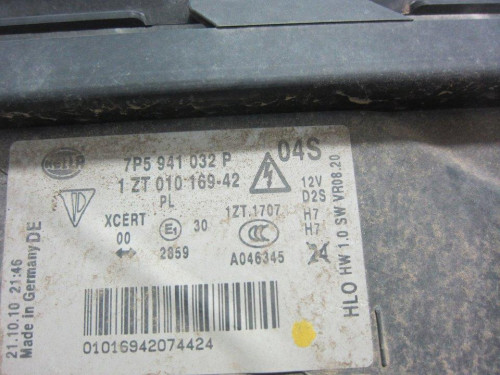 HELLA
7P5 941 032 P
04S
1 ZT 010 169-42
PL
XCERT
00
E1
30
2859
1ZT.1707
CCC
A046345
12V
D2S
H7
H7
24
HLO HW 1.0 SW VR08.20
21.10.10 21:46
Made in Germany DE
01016942074424